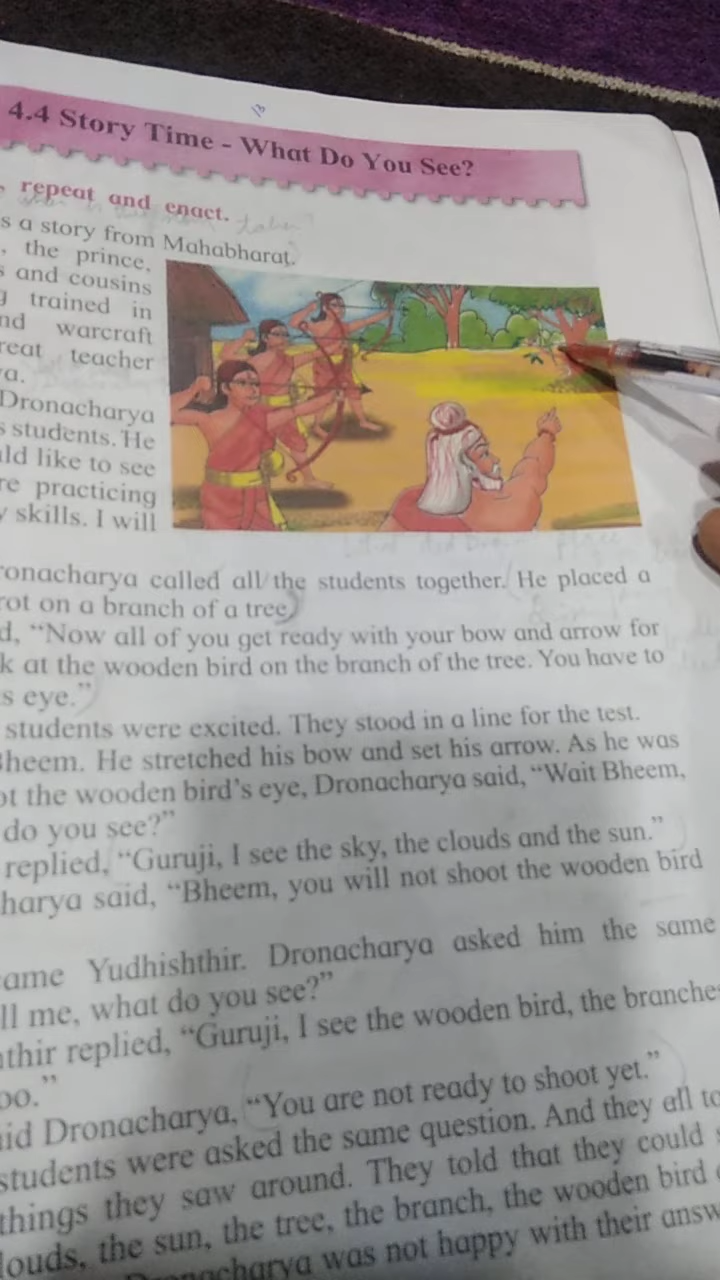 4.4 Story Time - What Do You See?
, repeat and enact.
s a story from Mahabharat.
, the prince,
s and cousins
g trained in
nd warcraft
reat teacher
a.
Dronacharya
s students. He
ld like to see
re practicing
y skills. I will
ronacharya called all the students together. He placed a
rot on a branch of a tree
d, “Now all of you get ready with your bow and arrow for
k at the wooden bird on the branch of the tree. You have to
s eye.”
students were excited. They stood in a line for the test.
Bheem. He stretched his bow and set his arrow. As he was
ot the wooden bird’s eye, Dronacharya said, “Wait Bheem,
do you see?”
replied, “Guruji, I see the sky, the clouds and the sun.”
harya said, “Bheem, you will not shoot the wooden bird
ame Yudhishthir. Dronacharya asked him the same
ll me, what do you see?”
thir replied, “Guruji, I see the wooden bird, the branche
oo.”
id Dronacharya, “You are not ready to shoot yet.”
students were asked the same question. And they all to
things they saw around. They told that they could
louds, the sun, the tree, the branch, the wooden bird
nacharya was not happy with their answ